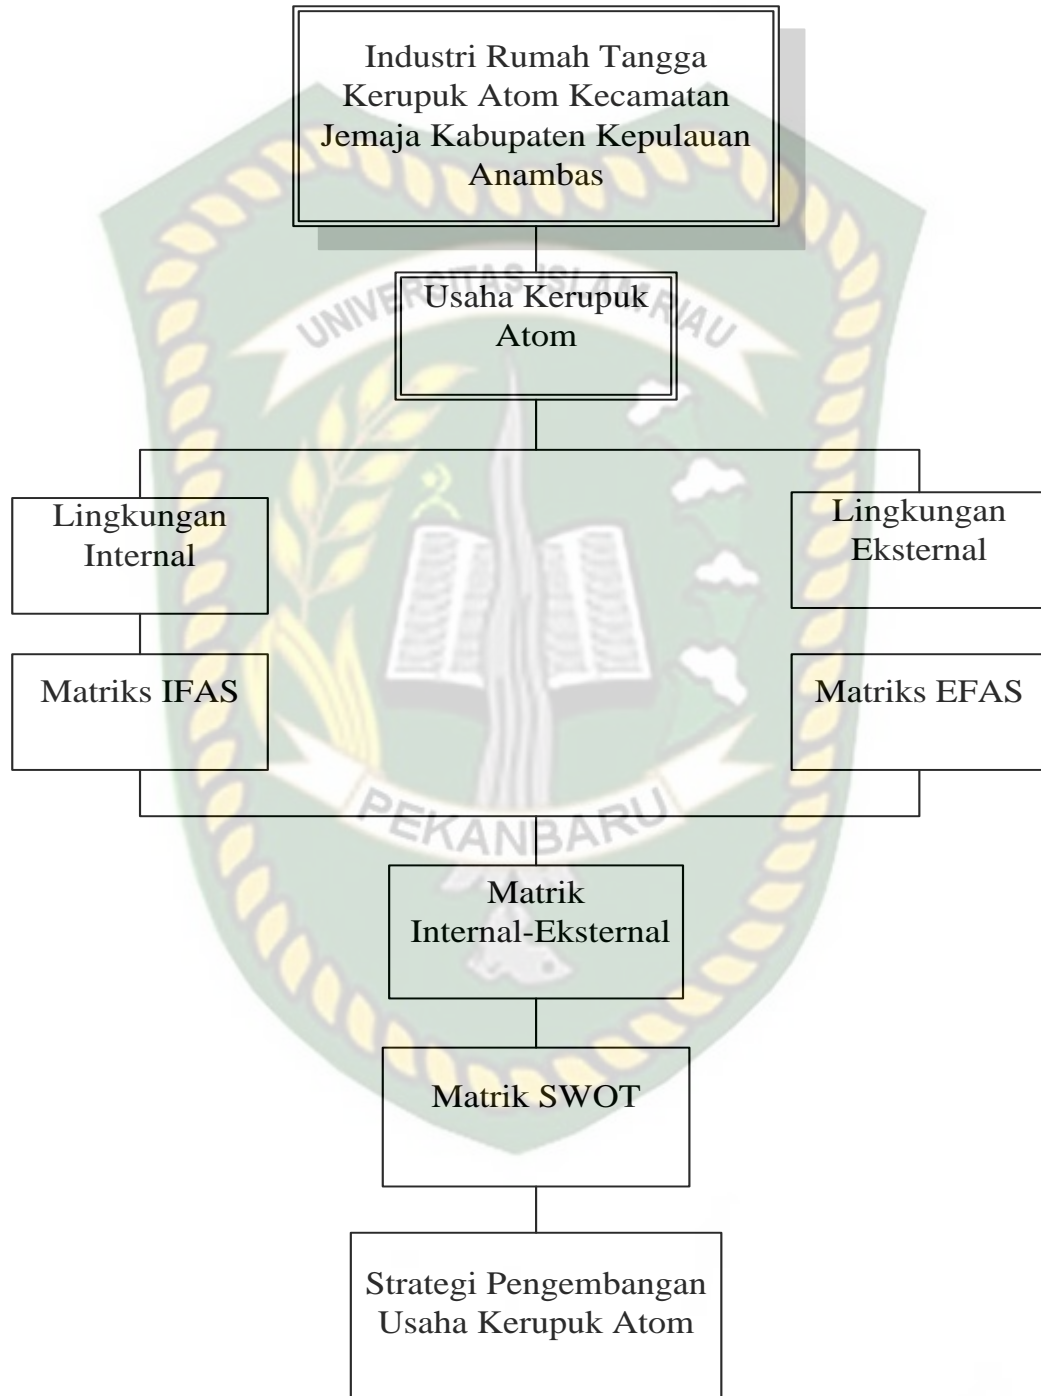 Industri Rumah Tangga
Kerupuk Atom Kecamatan
Jemaja Kabupaten Kepulauan
Anambas
UNIVERSITAS ISLAM RIAU
Usaha Kerupuk
Atom
Lingkungan
Internal
Lingkungan
Eksternal
Matriks IFAS
Matriks EFAS
PEKANBARU
Matrik
Internal-Eksternal
Matrik SWOT
Strategi Pengembangan
Usaha Kerupuk Atom